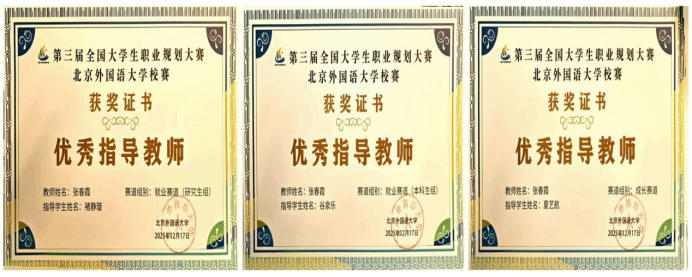 第三届全国大学生职业规划大赛
北京外国语大学校赛
获奖证书
优秀指导教师
教师姓名：张春霞 赛道组别：就业赛道（研究生组）
指导学生姓名：褚静璇
北京外国语大学
2025年12月17日
第三届全国大学生职业规划大赛
北京外国语大学校赛
获奖证书
优秀指导教师
教师姓名：张春霞 赛道组别：就业赛道（本科生组）
指导学生姓名：谷泉乐
北京外国语大学
2025年12月17日
第三届全国大学生职业规划大赛
北京外国语大学校赛
获奖证书
优秀指导教师
教师姓名：张春霞 赛道组别：成长赛道
指导学生姓名：夏艺航
北京外国语大学
2025年12月17日